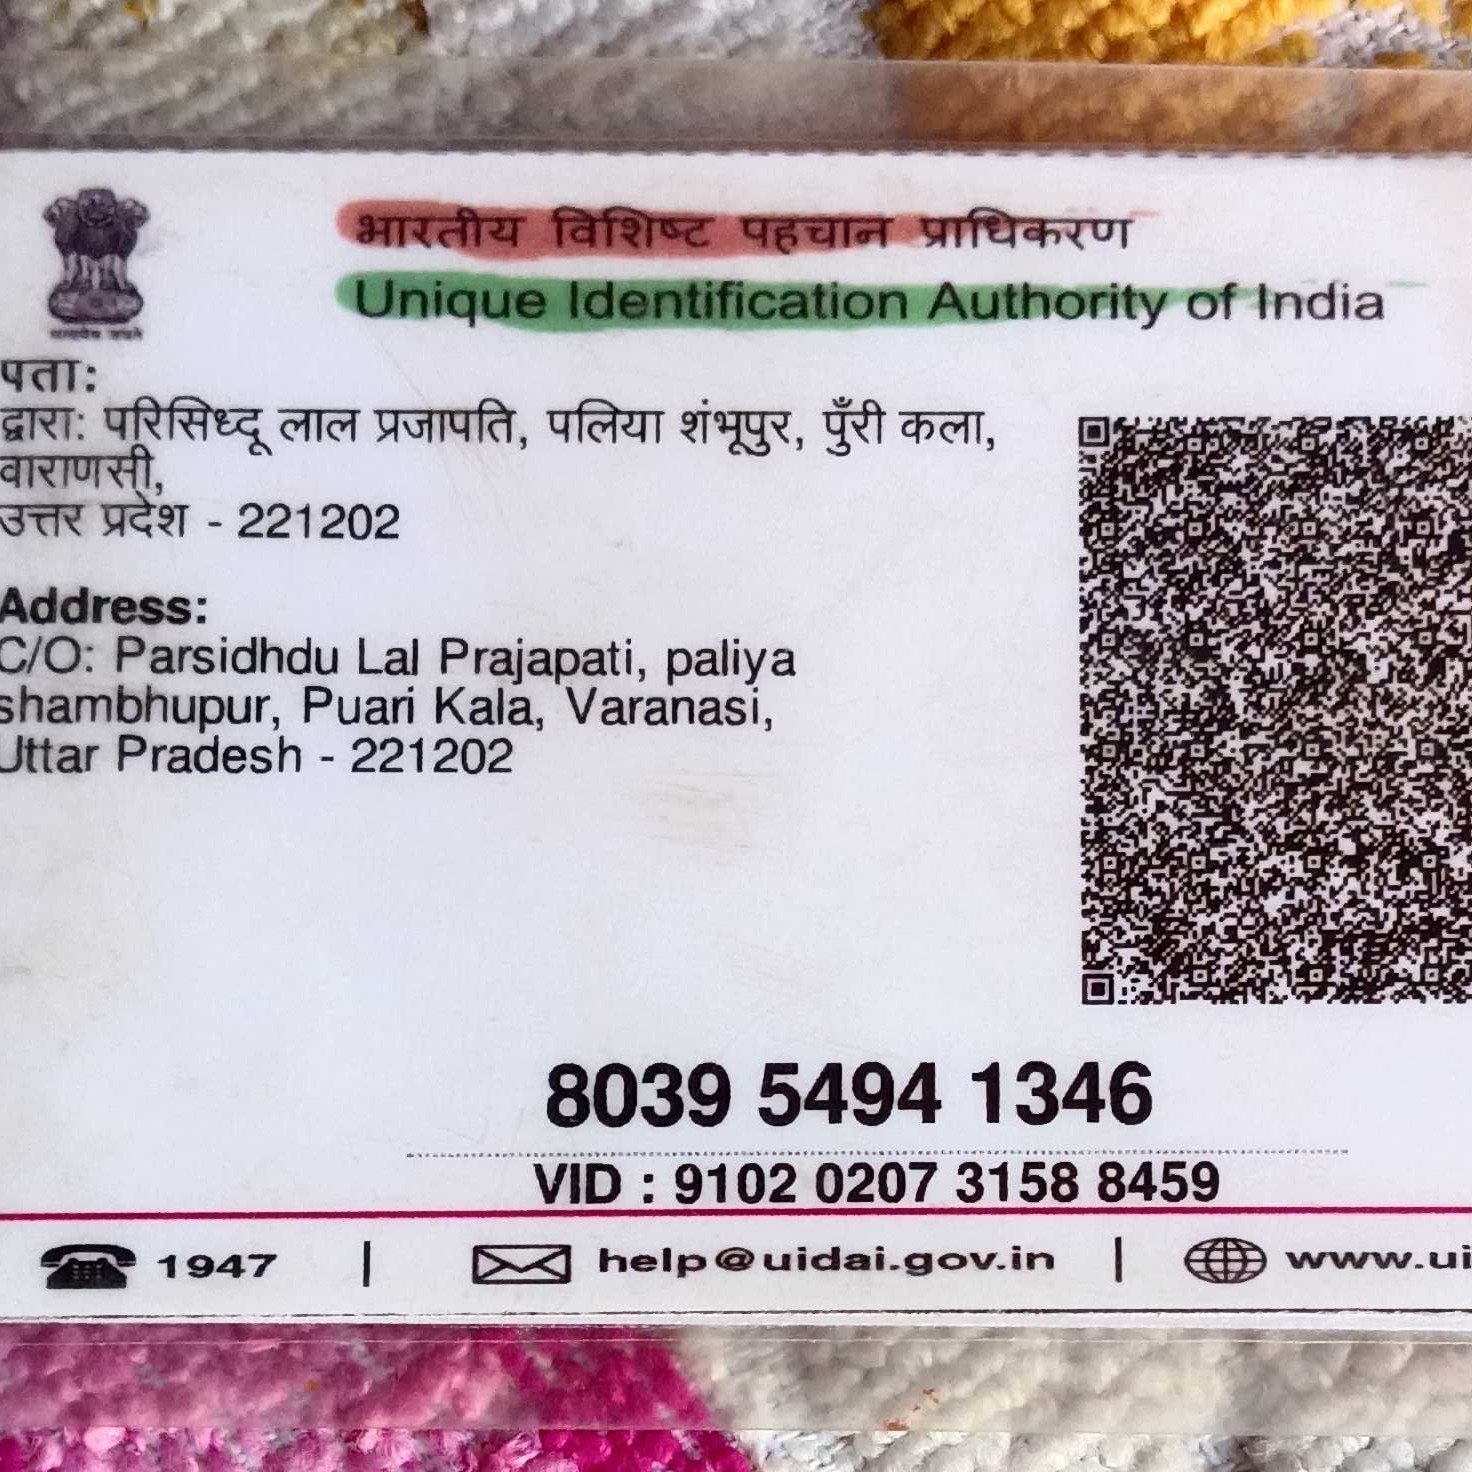 भारतीय विशिष्ट पहचान प्राधिकरण
Unique Identification Authority of India
पता:
द्वारा: परिसिध्दू लाल प्रजापति, पलिया शंभूपुर, पुँरी कला,
वाराणसी,
उत्तर प्रदेश - 221202
Address:
C/O: Parsidhdu Lal Prajapati, paliya
shambhupur, Puari Kala, Varanasi,
Uttar Pradesh - 221202
8039 5494 1346
VID : 9102 0207 3158 8459
1947 | help@uidai.gov.in | www.ui